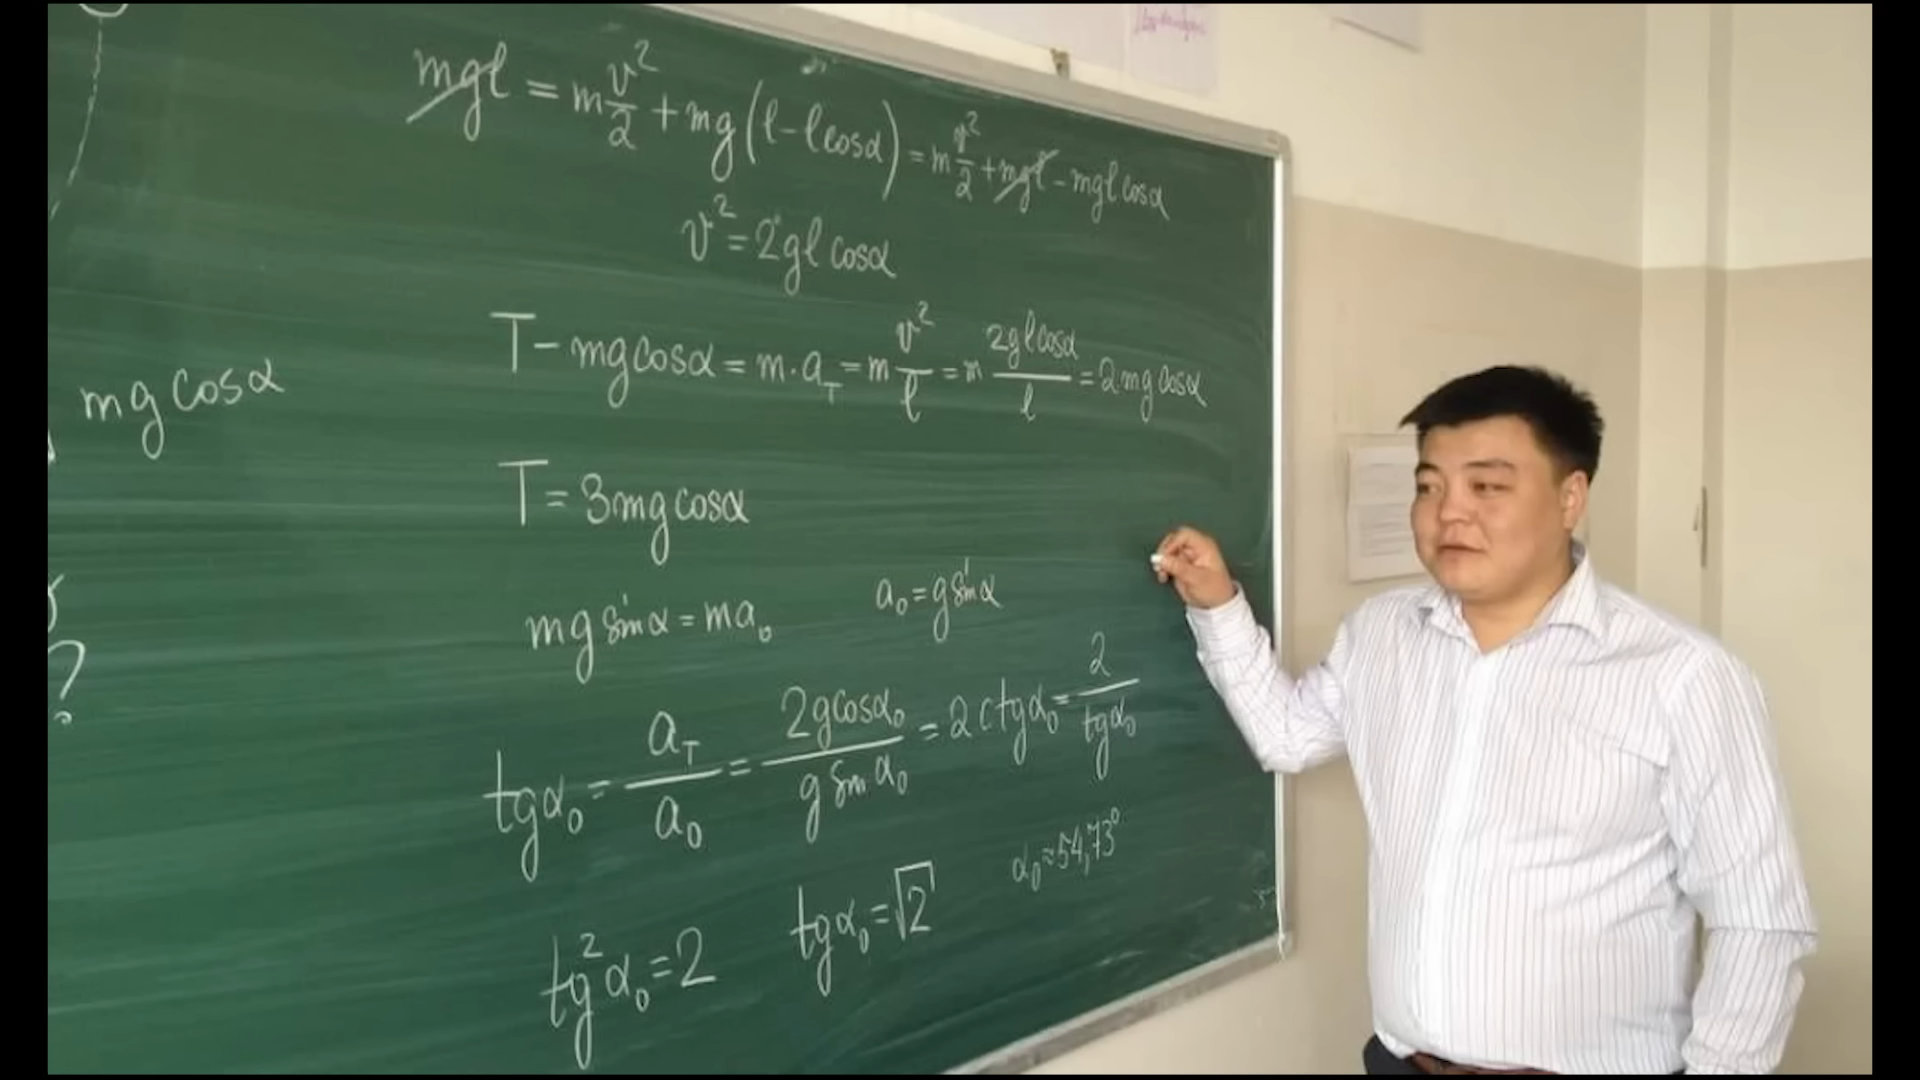 mgl = m v²/2 + mg(l - l cosα) = m v²/2 + mgl - mgl cosα
v² = 2gl cosα
T - mg cosα = m · a_T = m v²/l = m 2gl cosα/l = 2mg cosα
mg cosα
T = 3mg cosα
mg sinα = ma₀ a₀ = g sinα
?
tgα₀ = a_T/a₀ = 2g cosα₀/g sinα₀ = 2 ctgα₀ = 2/tgα₀
tg²α₀ = 2 tgα₀ = √2 α₀ ≈ 54,73°